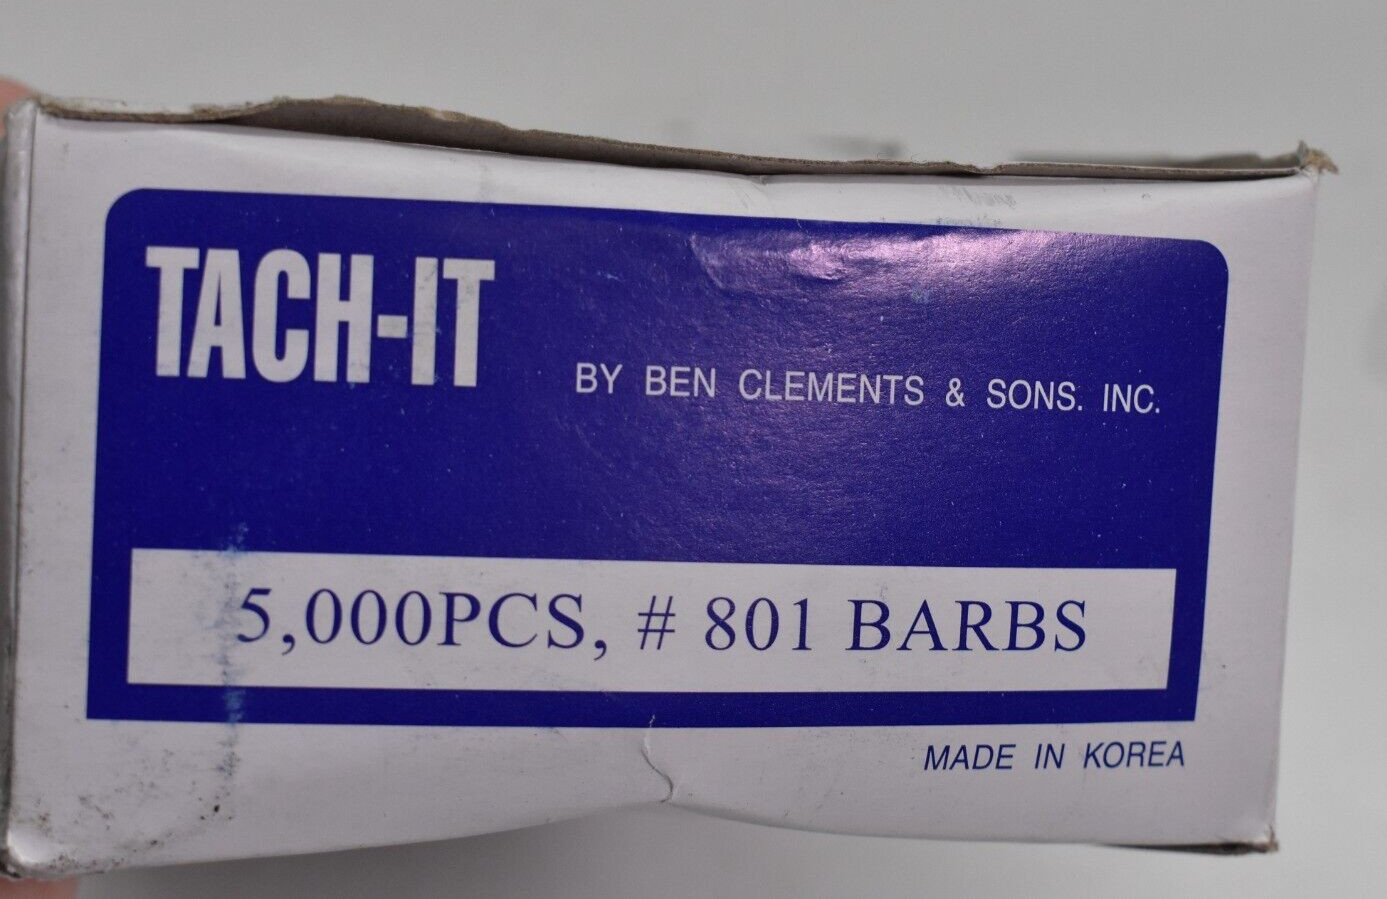 TACH-IT
BY BEN CLEMENTS & SONS. INC.
5,000PCS, # 801 BARBS
MADE IN KOREA